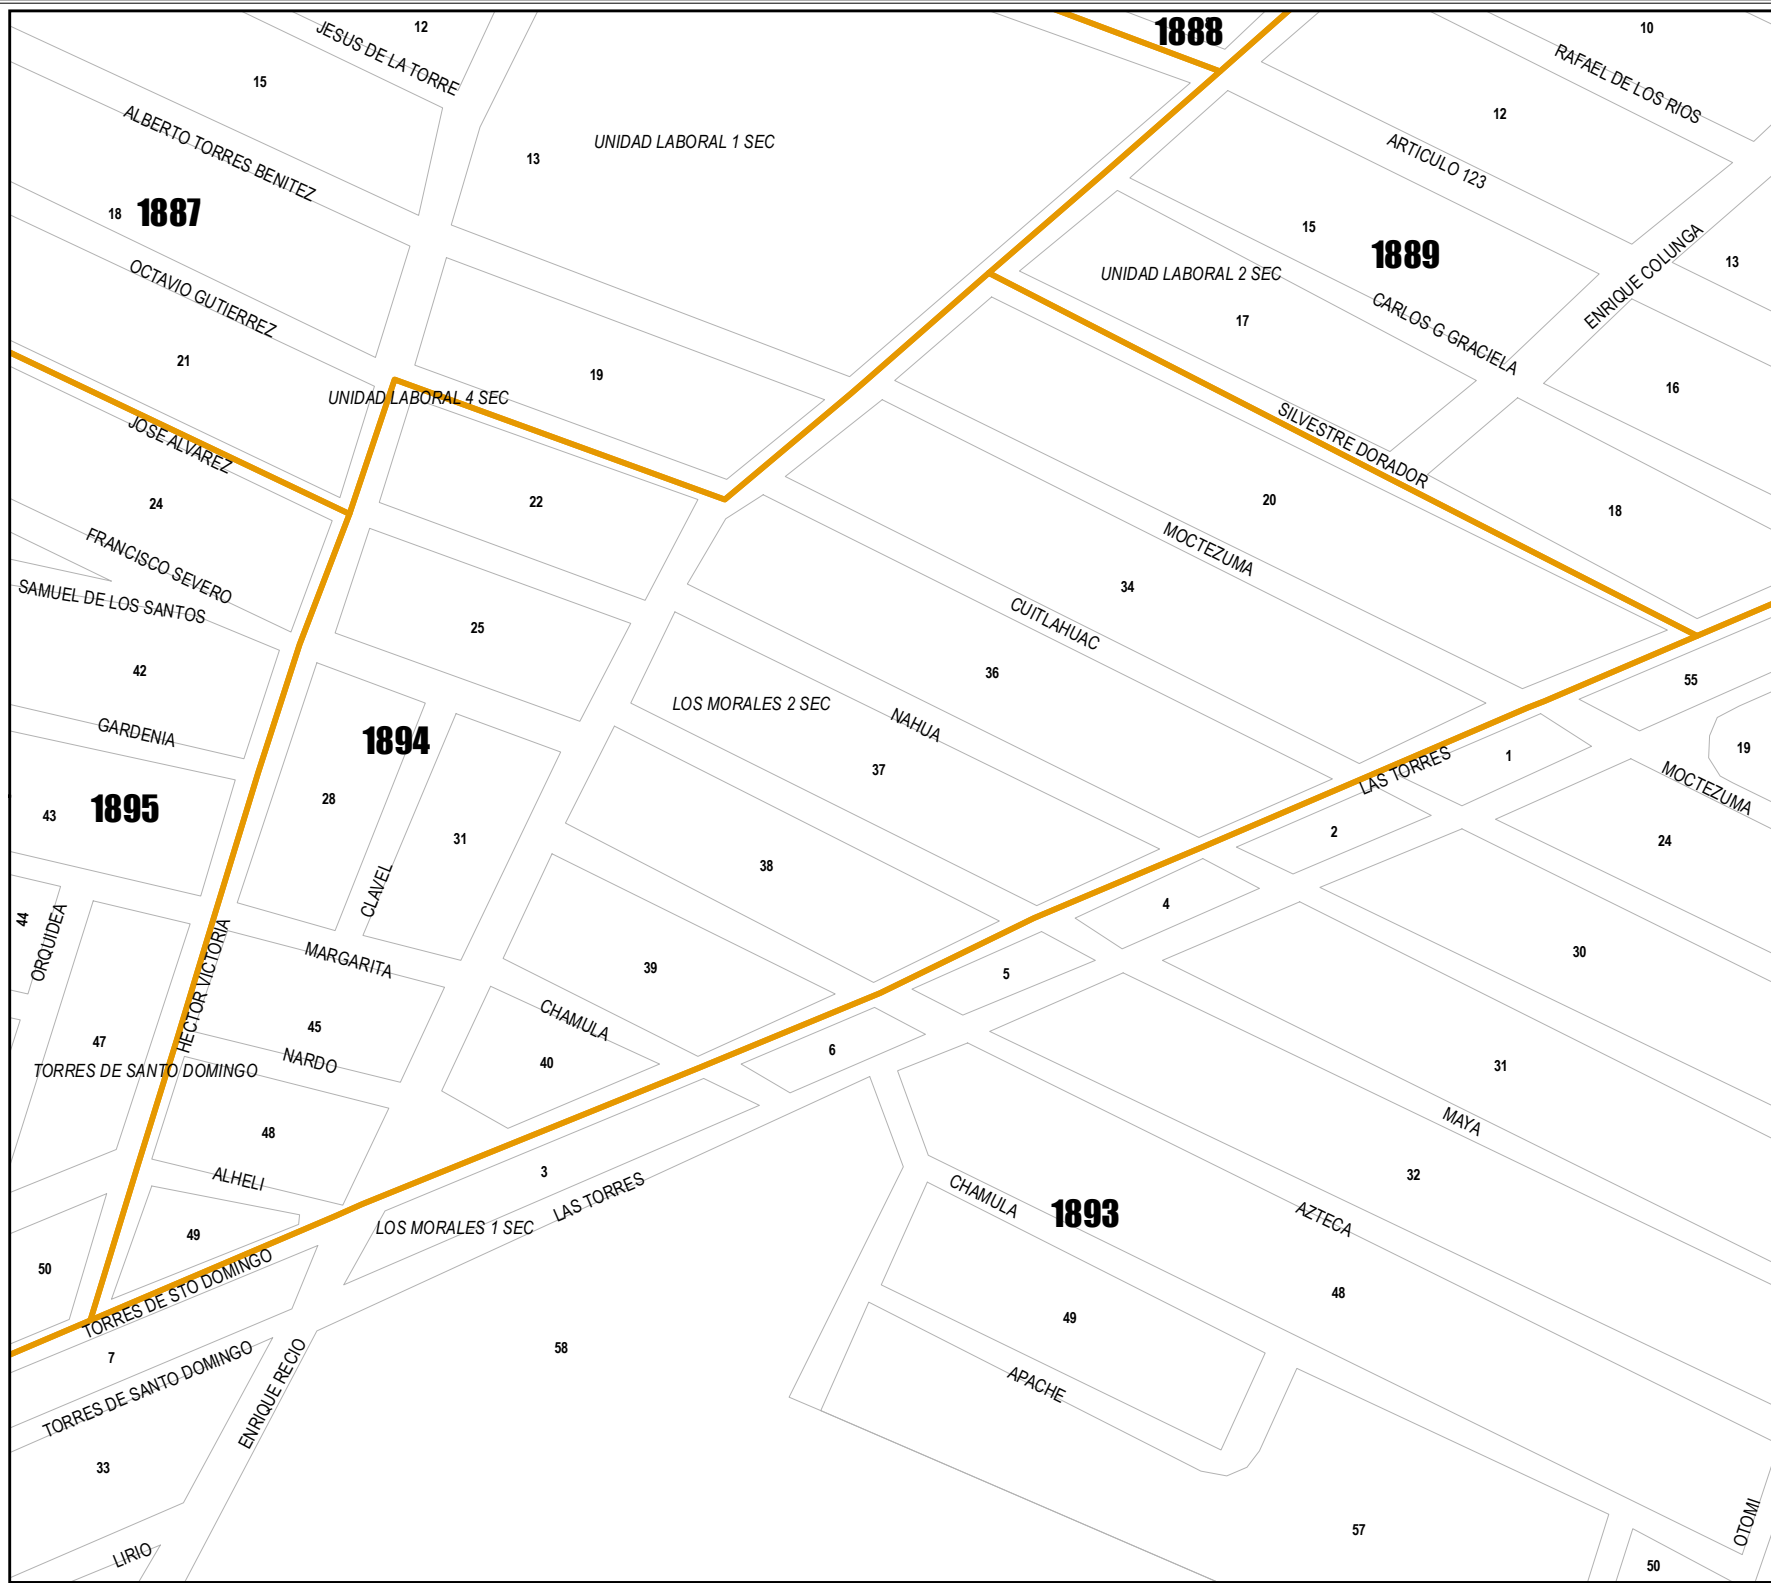 12
1888
10
JESUS DE LA TORRE
RAFAEL DE LOS RIOS
15
12
ALBERTO TORRES BENITEZ
UNIDAD LABORAL 1 SEC
13
ARTICULO 123
18
1887
15
1889
ENRIQUE COLUNGA
13
OCTAVIO GUTIERREZ
UNIDAD LABORAL 2 SEC
17
CARLOS G GRACIELA
21
19
16
UNIDAD LABORAL 4 SEC
JOSE ALVAREZ
SILVESTRE DORADOR
24
22
20
18
FRANCISCO SEVERO
MOCTEZUMA
SAMUEL DE LOS SANTOS
34
25
CUITLAHUAC
42
36
55
LOS MORALES 2 SEC
GARDENIA
NAHUA
1894
19
1
37
LAS TORRES
MOCTEZUMA
43
1895
28
31
2
24
38
CLAVEL
44
ORQUIDEA
4
HECTOR VICTORIA
MARGARITA
39
5
30
CHAMULA
45
47
NARDO
6
40
TORRES DE SANTO DOMINGO
31
48
MAYA
ALHELI
3
32
LAS TORRES
CHAMULA
1893
AZTECA
49
LOS MORALES 1 SEC
50
TORRES DE STO DOMINGO
48
49
7
58
TORRES DE SANTO DOMINGO
ENRIQUE RECIO
APACHE
33
57
OTOMI
LIRIO
50